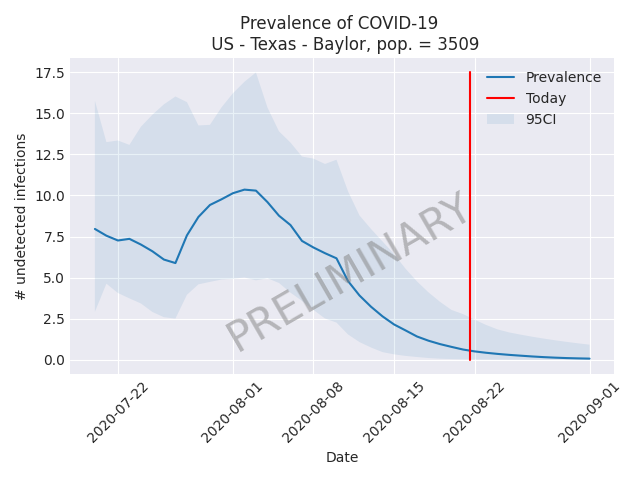 Prevalence of COVID-19
US - Texas - Baylor, pop. = 3509
17.5
15.0
12.5
10.0
7.5
5.0
2.5
0.0
# undetected infections
Prevalence
Today
95CI
PRELIMINARY
2020-07-22
2020-08-01
2020-08-08
2020-08-15
2020-08-22
2020-09-01
Date